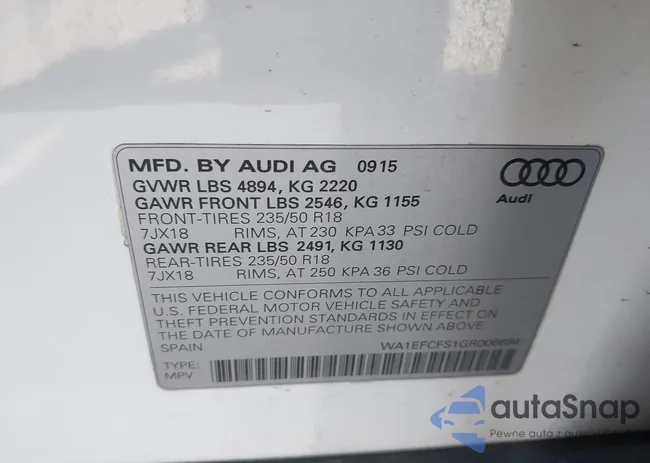 MFD. BY AUDI AG 0915
GVWR LBS 4894, KG 2220
GAWR FRONT LBS 2546, KG 1155
FRONT-TIRES 235/50 R18
7JX18 RIMS, AT 230 KPA 33 PSI COLD
GAWR REAR LBS 2491, KG 1130
REAR-TIRES 235/50 R18
7JX18 RIMS, AT 250 KPA 36 PSI COLD
Audi
THIS VEHICLE CONFORMS TO ALL APPLICABLE
U.S. FEDERAL MOTOR VEHICLE SAFETY AND
THEFT PREVENTION STANDARDS IN EFFECT ON
THE DATE OF MANUFACTURE SHOWN ABOVE.
SPAIN
TYPE:
MPV
autoSnap
Pewne auto z